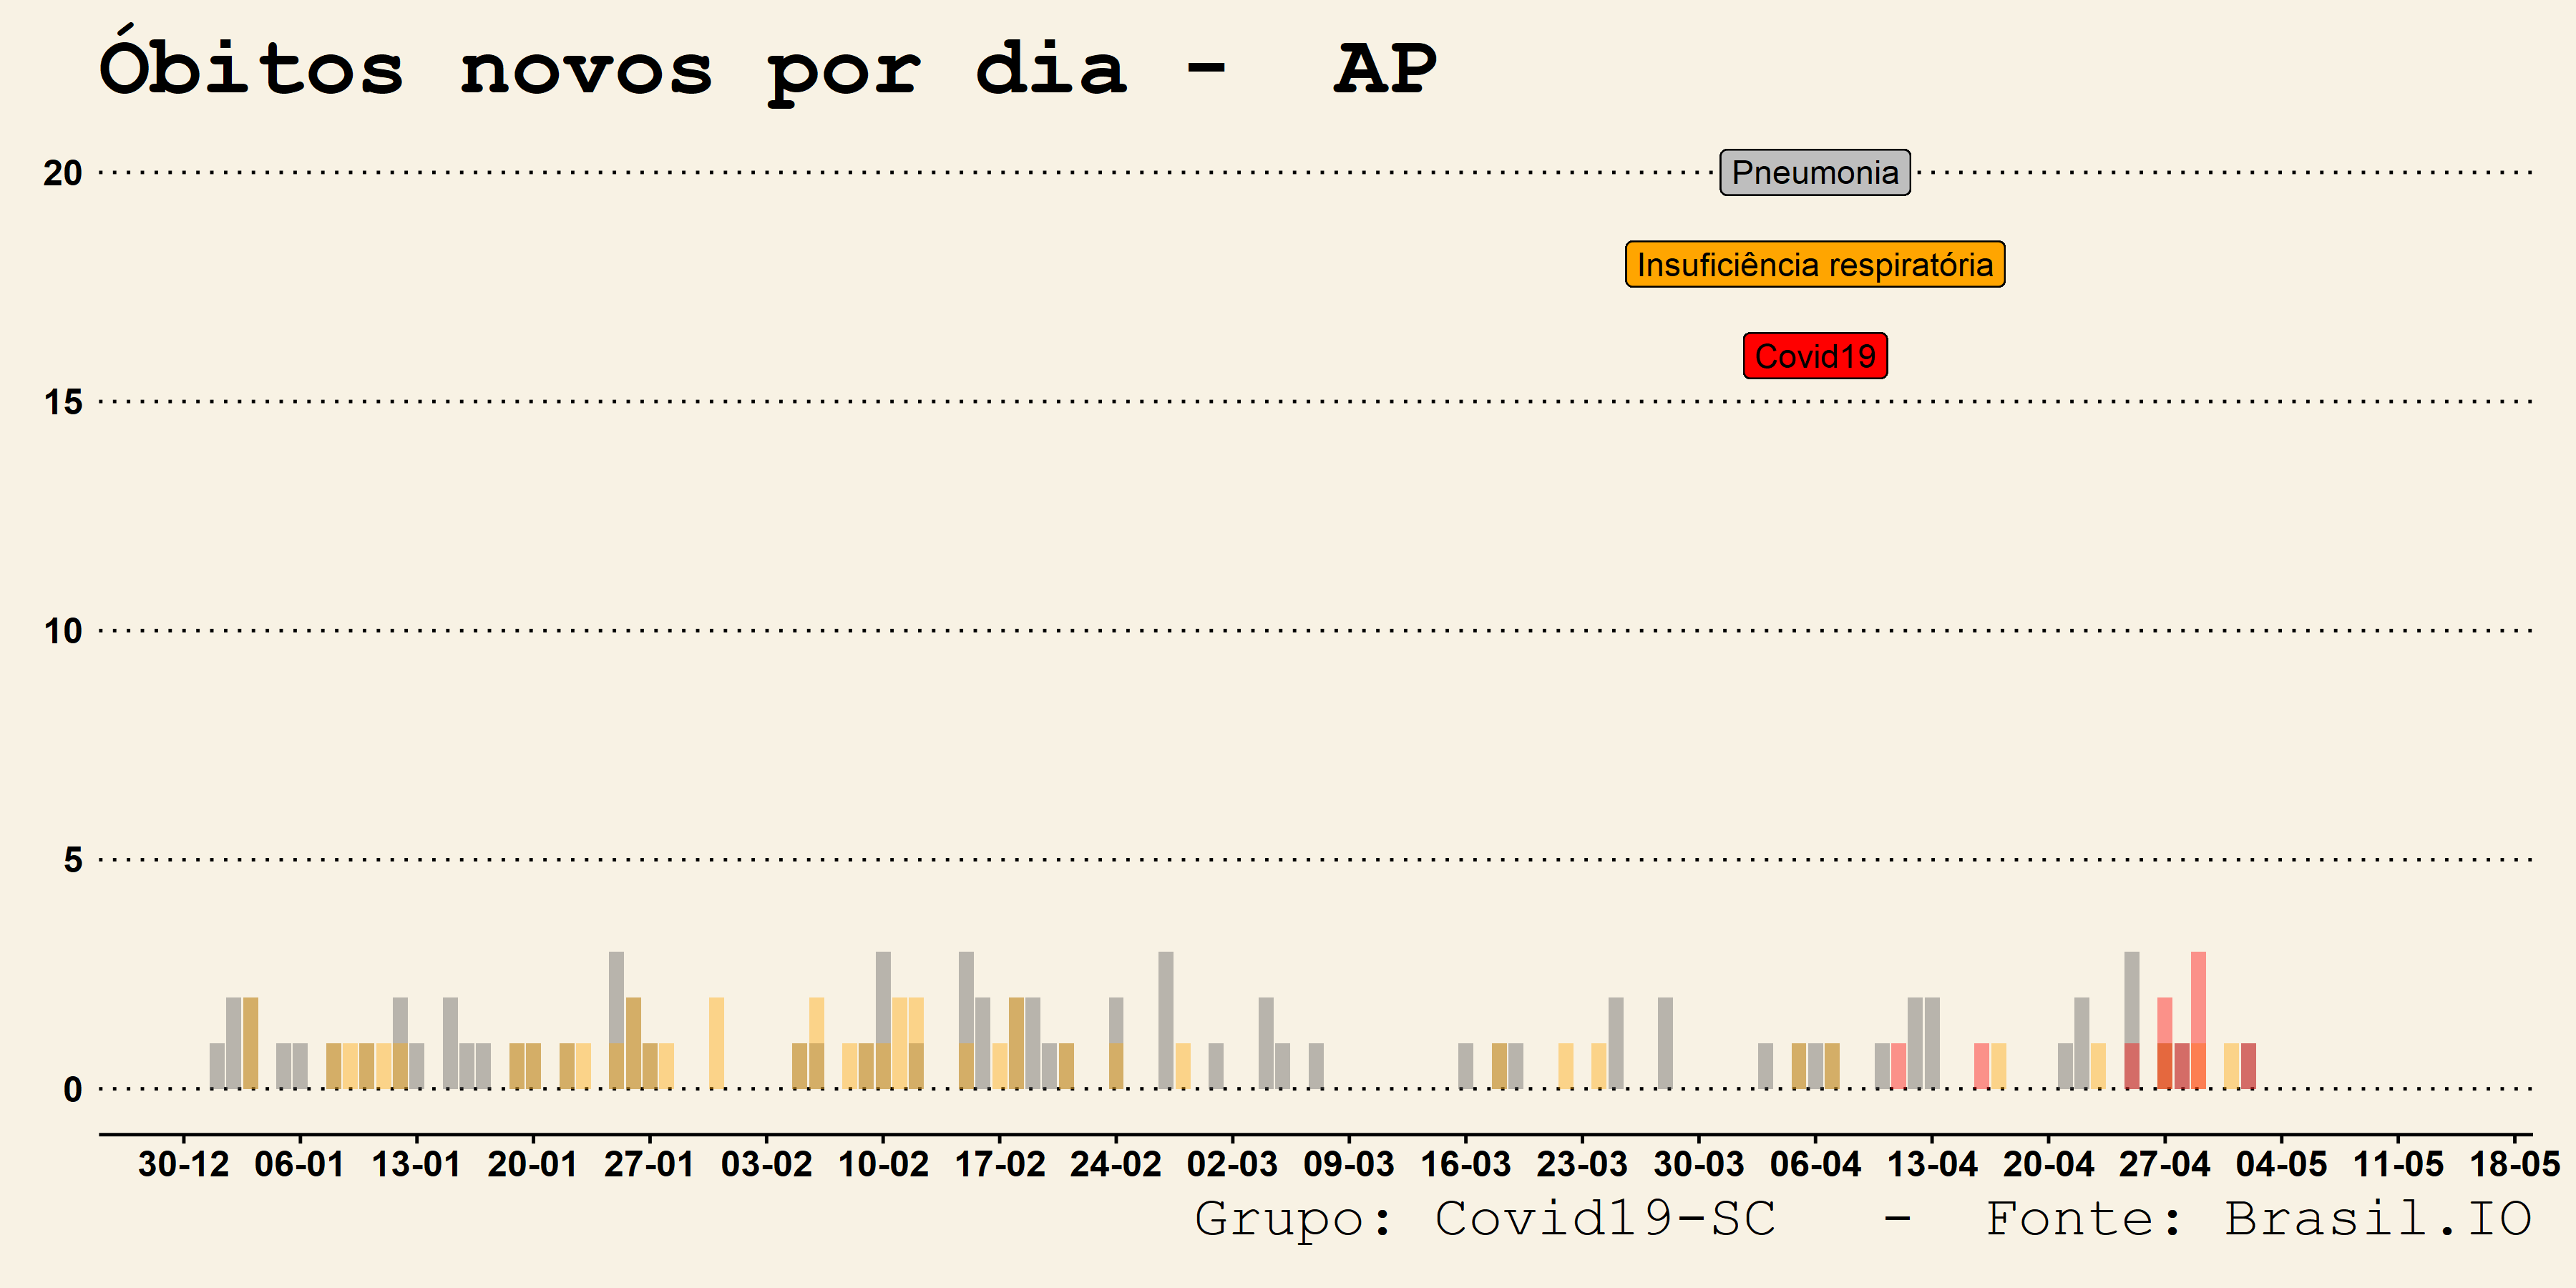 Óbitos novos por dia - AP
20
Pneumonia
Insuficiência respiratória
Covid19
15
10
5
0
30-12 06-01 13-01 20-01 27-01 03-02 10-02 17-02 24-02 02-03 09-03 16-03 23-03 30-03 06-04 13-04 20-04 27-04 04-05 11-05 18-05
Grupo: Covid19-SC - Fonte: Brasil.IO